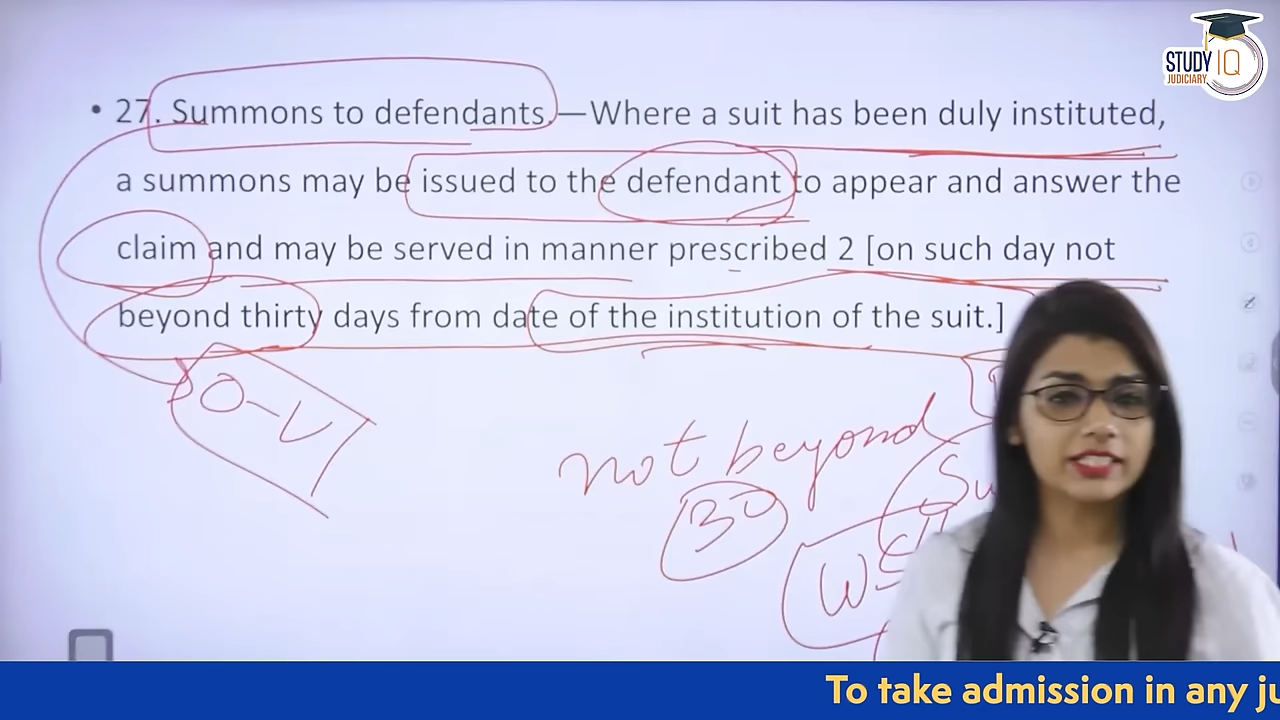 STUDY IQ
JUDICIARY
• 27. Summons to defendants.—Where a suit has been duly instituted,
a summons may be issued to the defendant to appear and answer the
claim and may be served in manner prescribed 2 [on such day not
beyond thirty days from date of the institution of the suit.]
O-V
not beyond
30
Su
WS
To take admission in any ju